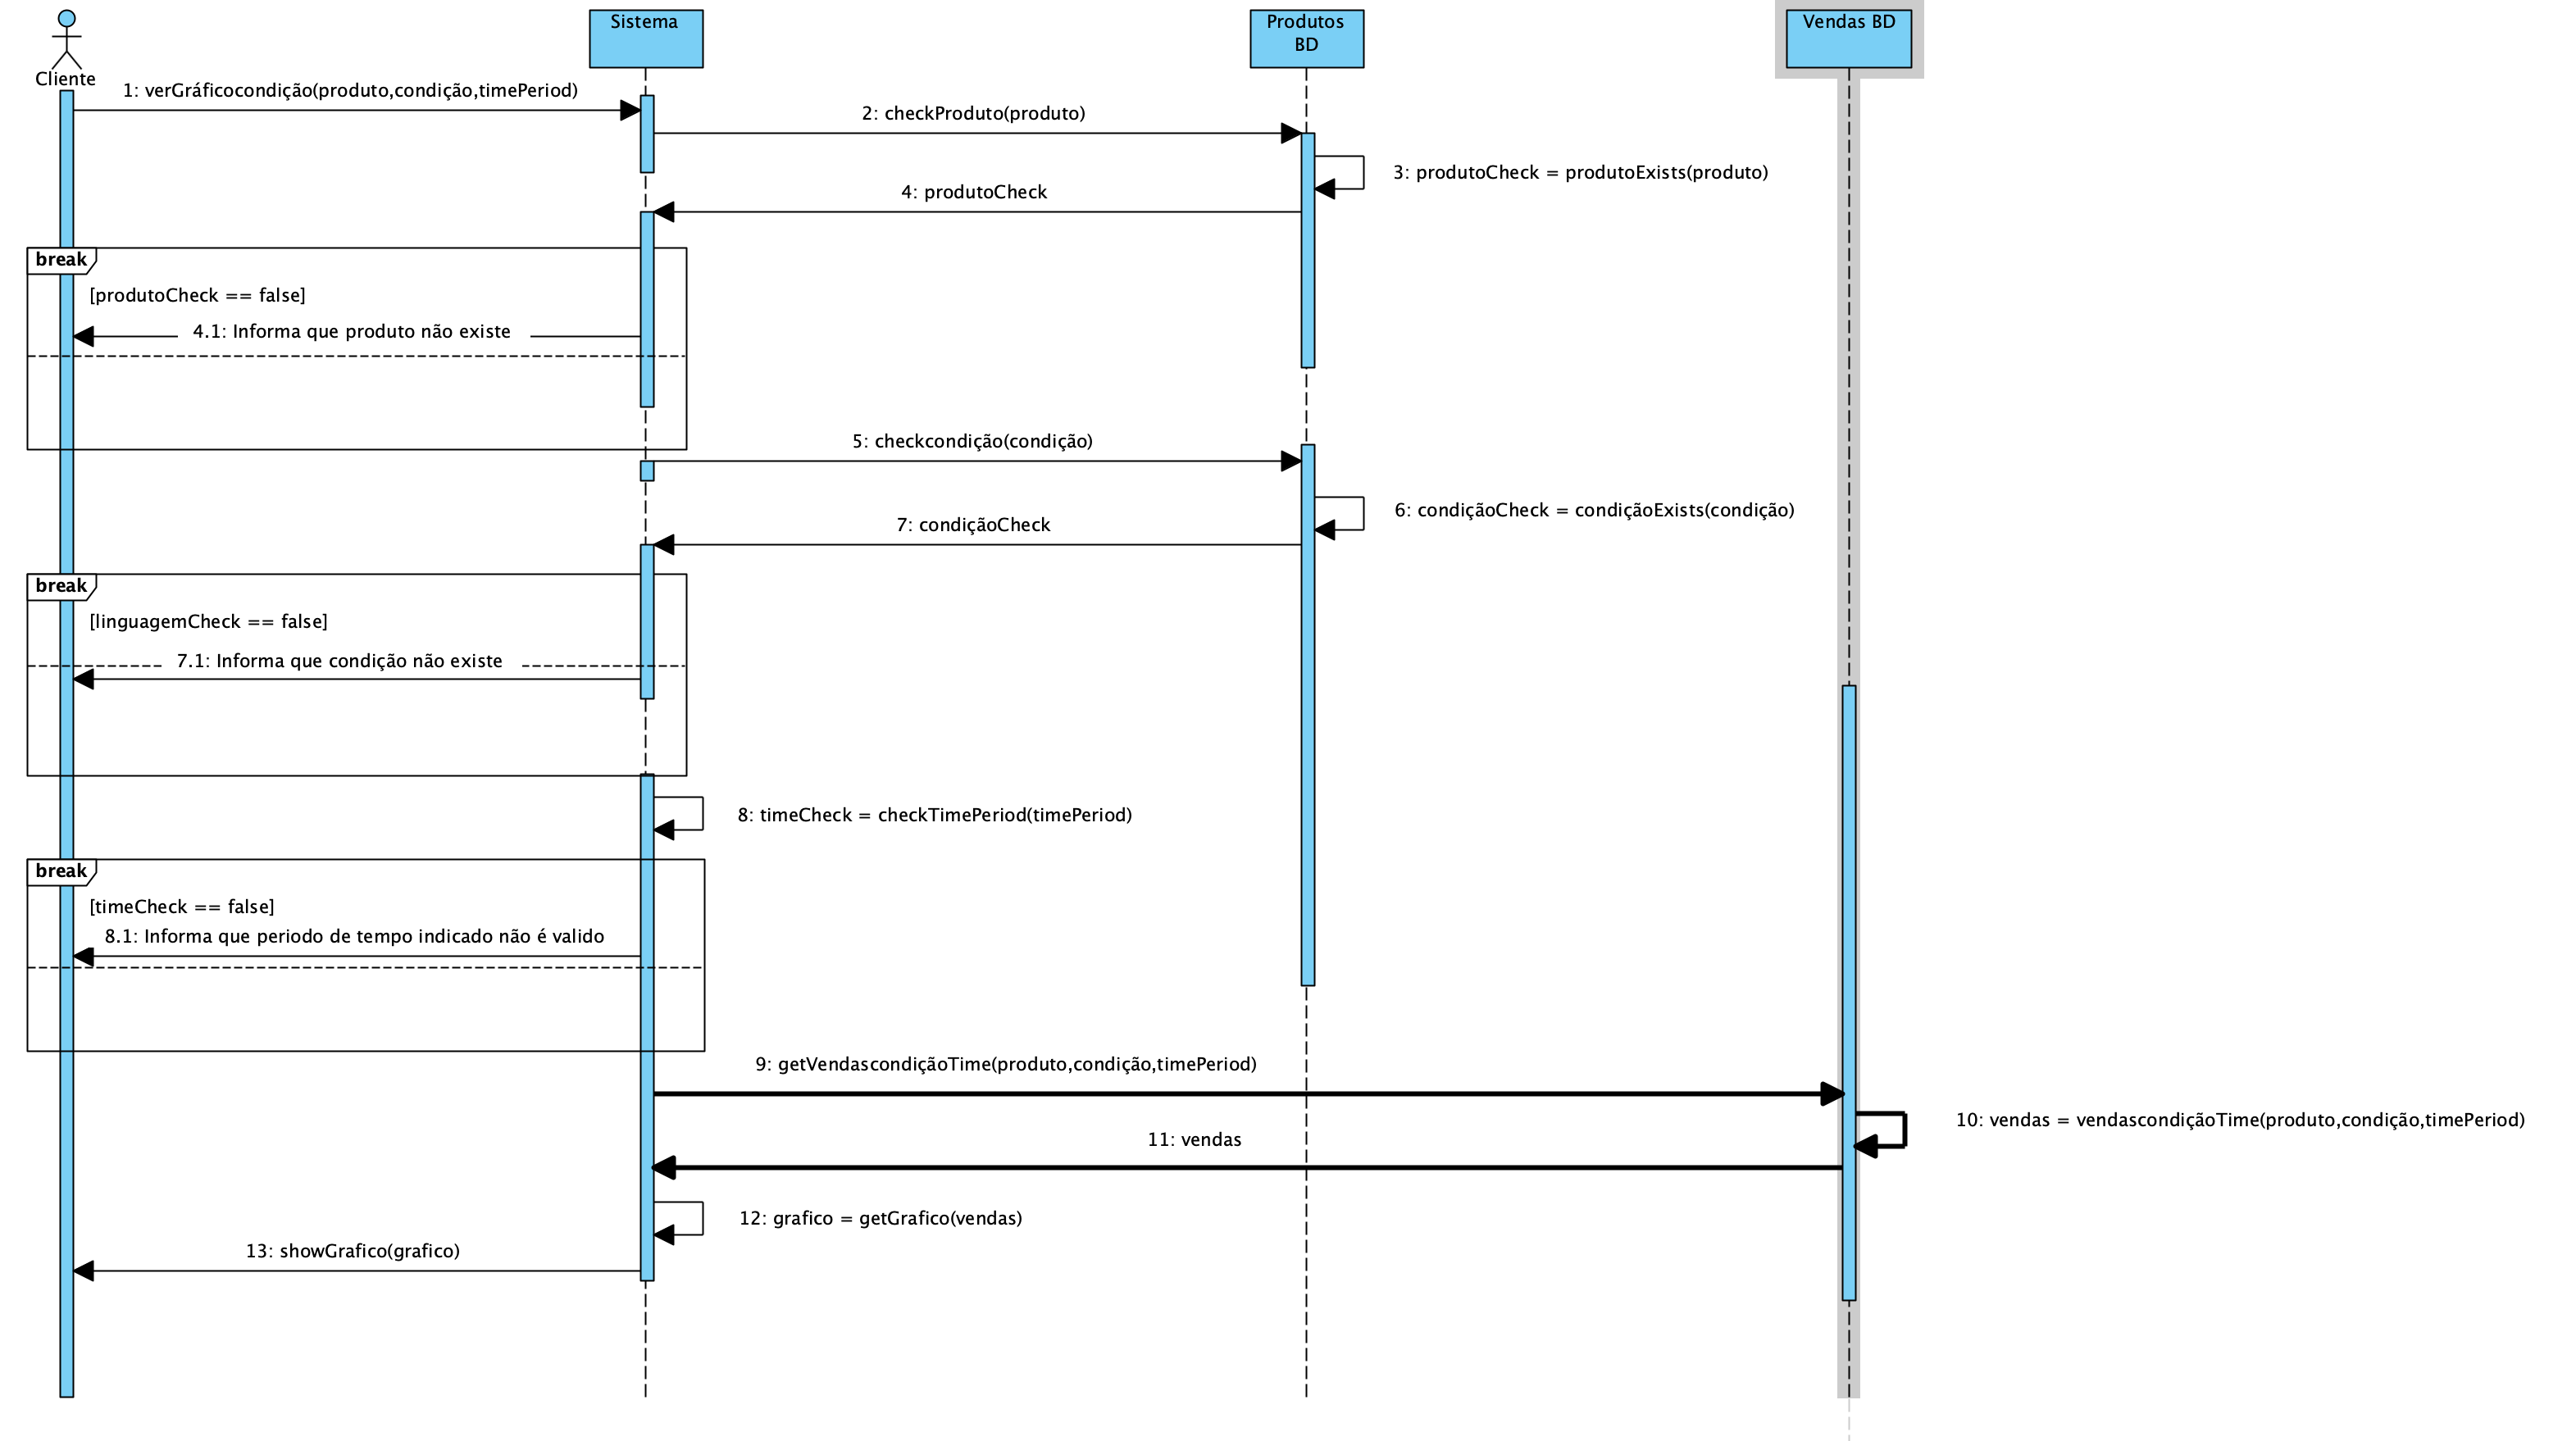 Cliente
Sistema
Produtos
BD
Vendas BD
1: verGráficocondição(produto,condição,timePeriod)
2: checkProduto(produto)
3: produtoCheck = produtoExists(produto)
4: produtoCheck
break
[produtoCheck == false]
4.1: Informa que produto não existe
5: checkcondição(condição)
6: condiçãoCheck = condiçãoExists(condição)
7: condiçãoCheck
break
[linguagemCheck == false]
7.1: Informa que condição não existe
8: timeCheck = checkTimePeriod(timePeriod)
break
[timeCheck == false]
8.1: Informa que periodo de tempo indicado não é valido
9: getVendascondiçãoTime(produto,condição,timePeriod)
10: vendas = vendascondiçãoTime(produto,condição,timePeriod)
11: vendas
12: grafico = getGrafico(vendas)
13: showGrafico(grafico)